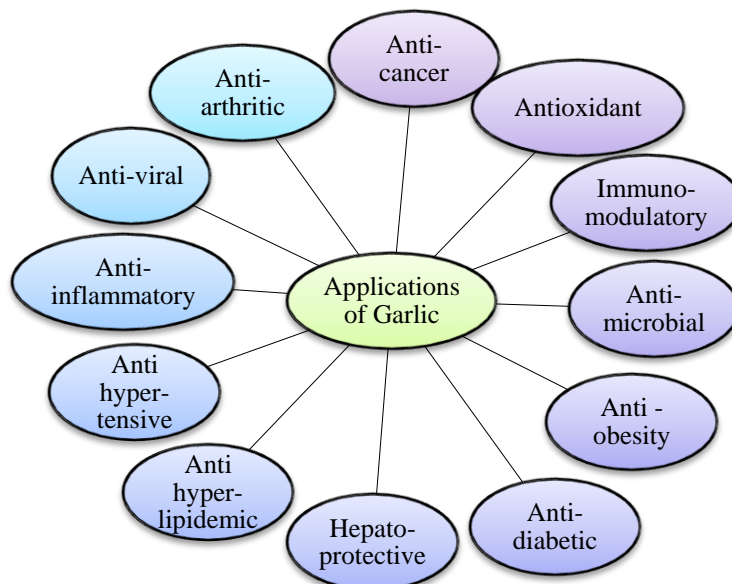 Anti-
cancer
Antioxidant
Immuno-
modulatory
Anti-
microbial
Anti -
obesity
Anti-
diabetic
Hepato-
protective
Anti
hyper-
lipidemic
Anti
hyper-
tensive
Anti-
inflammatory
Anti-viral
Anti-
arthritic
Applications
of Garlic